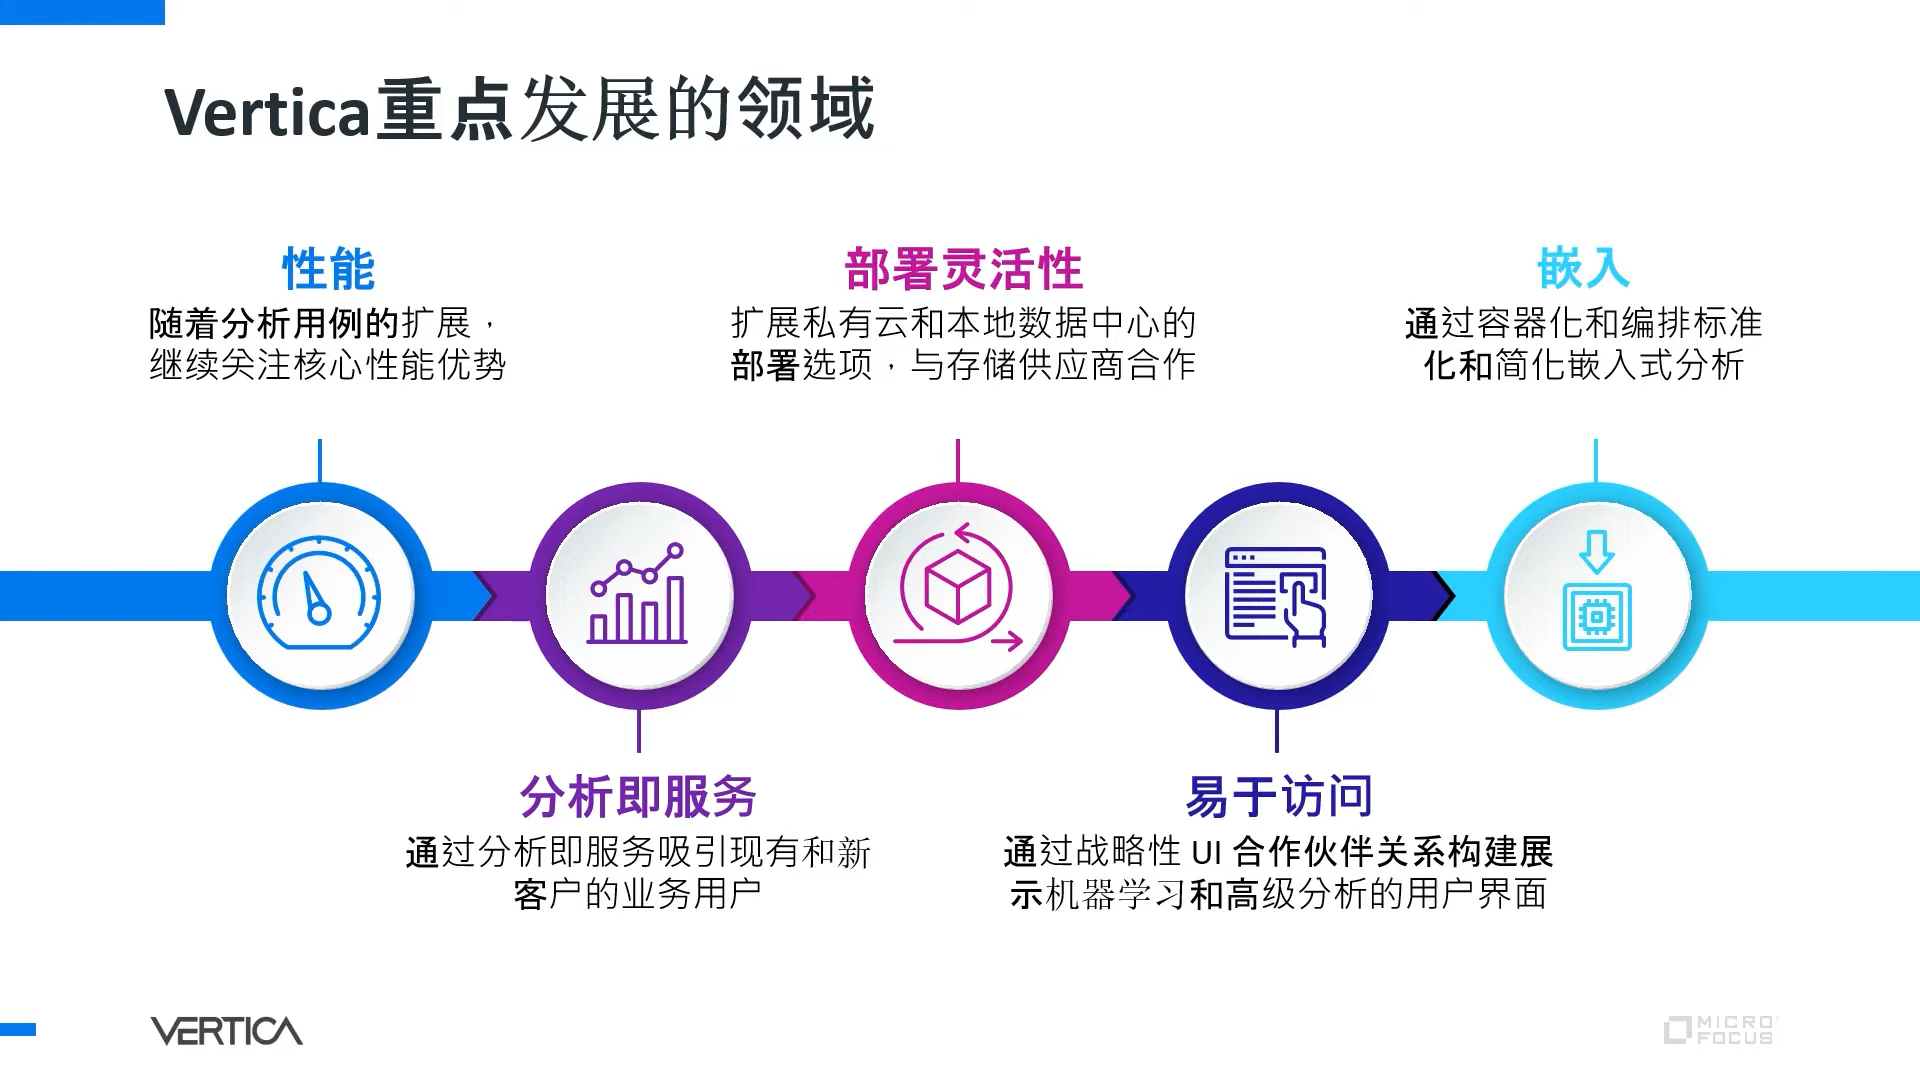 Vertica重点发展的领域
性能
随着分析用例的扩展，
继续关注核心性能优势
部署灵活性
扩展私有云和本地数据中心的
部署选项，与存储供应商合作
嵌入
通过容器化和编排标准
化和简化嵌入式分析
分析即服务
通过分析即服务吸引现有和新
客户的业务用户
易于访问
通过战略性 UI 合作伙伴关系构建展
示机器学习和高级分析的用户界面
VERTICA
MICRO
FOCUS